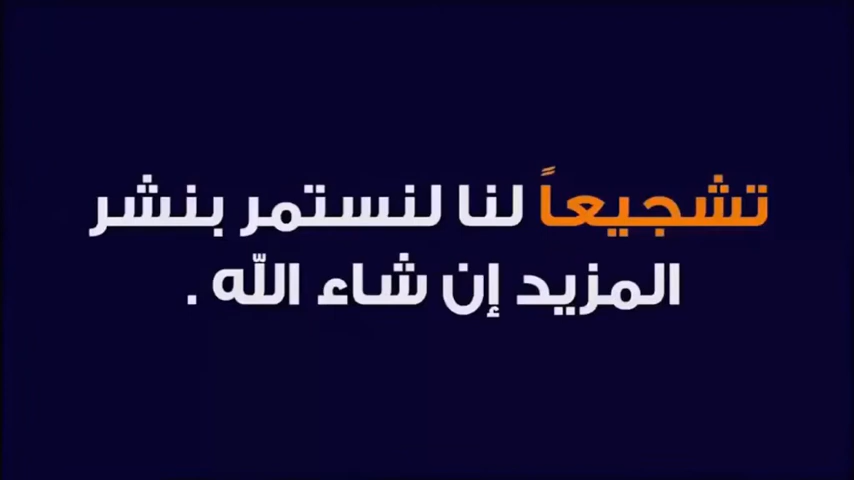 تشجيعاً لنا لنستمر بنشر
المزيد إن شاء الله .